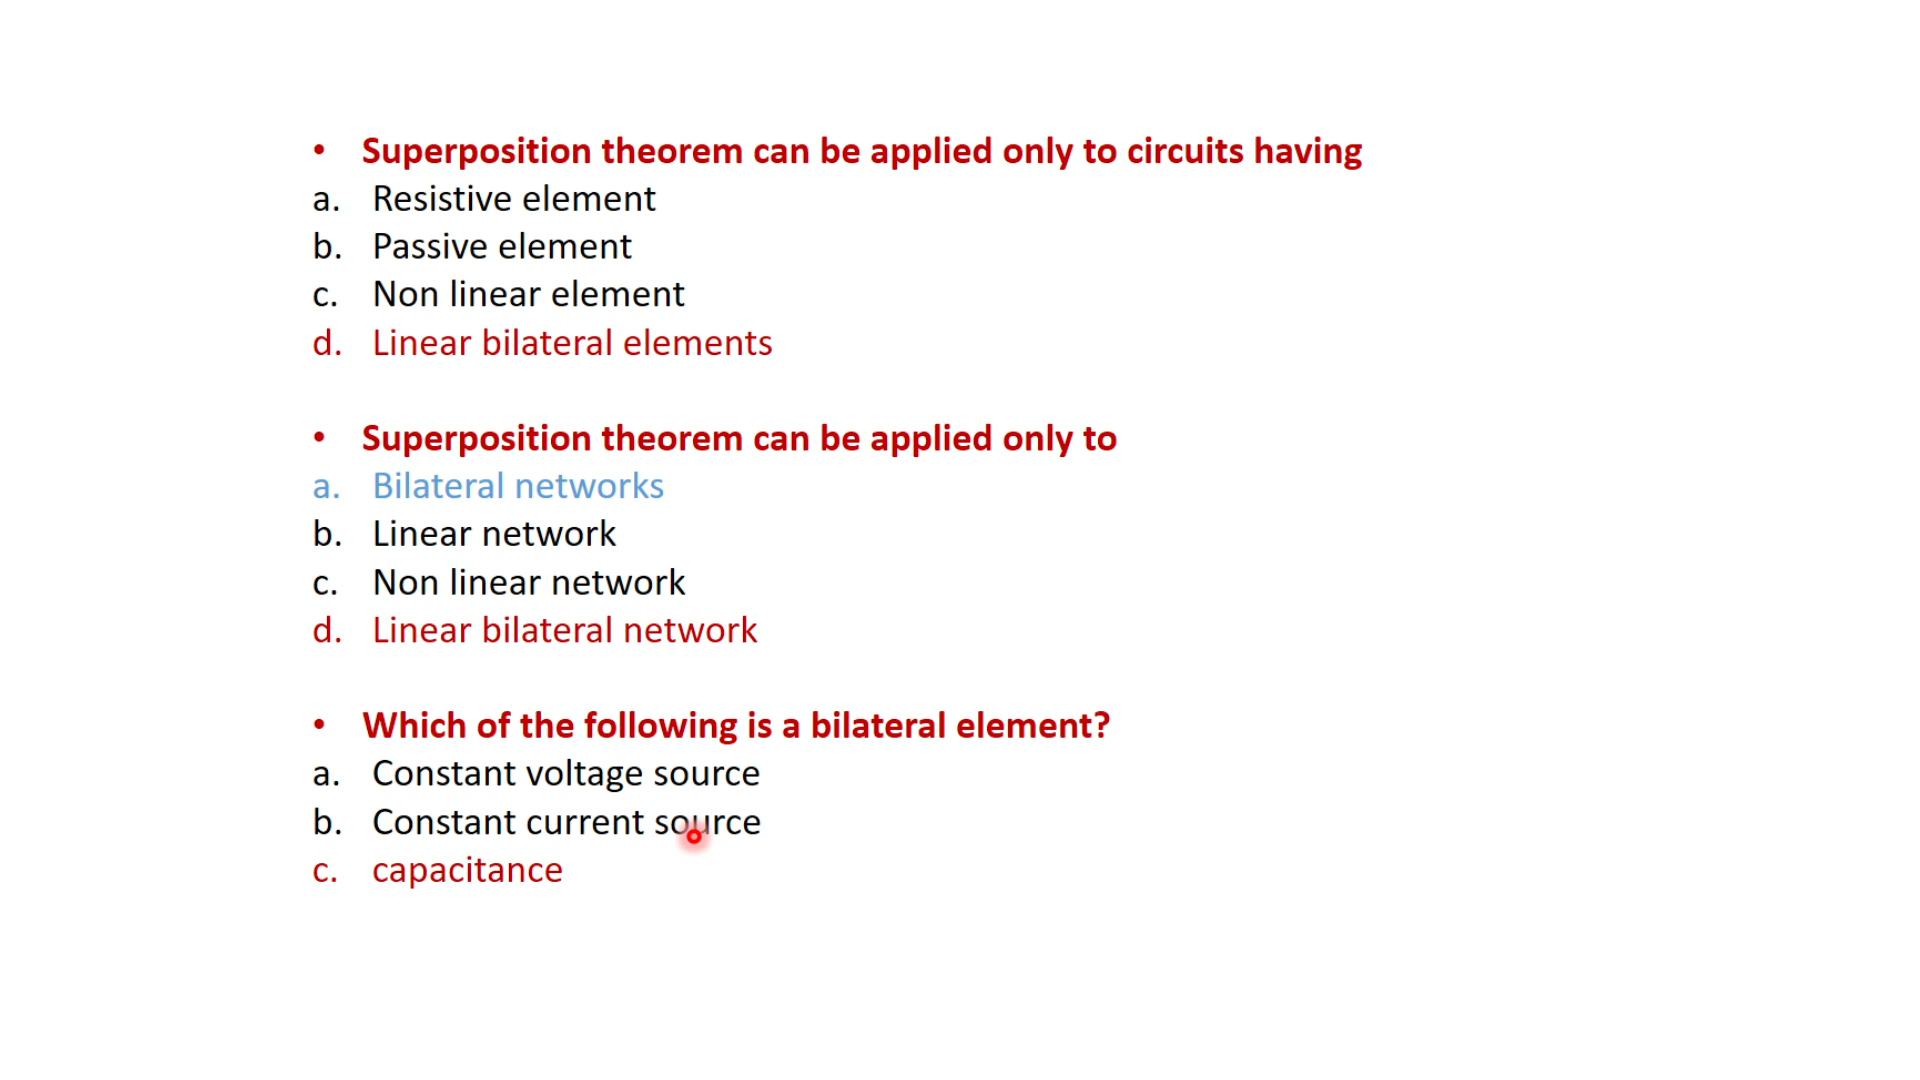 • Superposition theorem can be applied only to circuits having
a. Resistive element
b. Passive element
c. Non linear element
d. Linear bilateral elements
• Superposition theorem can be applied only to
a. Bilateral networks
b. Linear network
c. Non linear network
d. Linear bilateral network
• Which of the following is a bilateral element?
a. Constant voltage source
b. Constant current source
c. capacitance